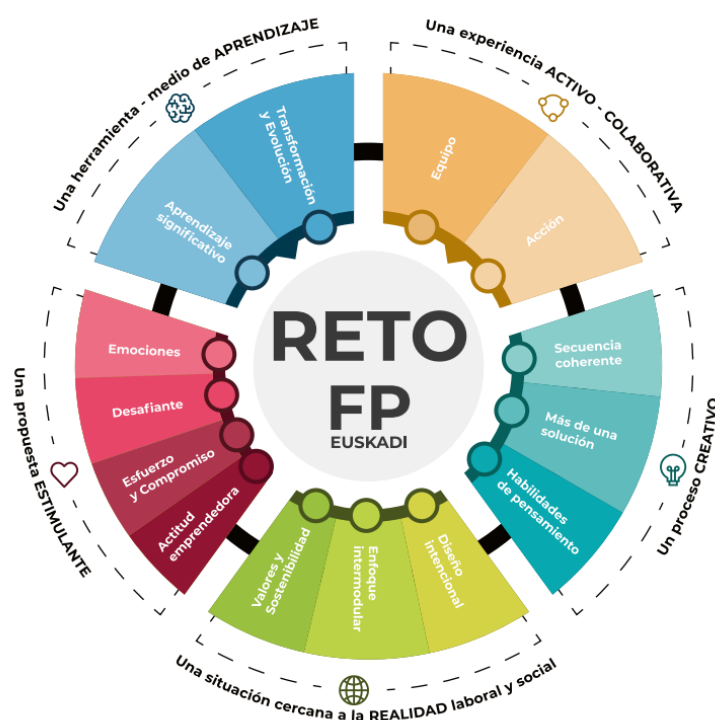 Una herramienta - medio de APRENDIZAJE
Transformación
y Evolución
Aprendizaje
significativo
Una experiencia ACTIVO - COLABORATIVA
Equipo
Acción
RETO
FP
EUSKADI
Una propuesta ESTIMULANTE
Emociones
Desafiante
Esfuerzo
y Compromiso
Actitud
emprendedora
Un proceso CREATIVO
Secuencia
coherente
Más de una
solución
Habilidades
de pensamiento
Valores y
Sostenibilidad
Enfoque
intermodular
Diseño
intencional
Una situación cercana a la REALIDAD laboral y social